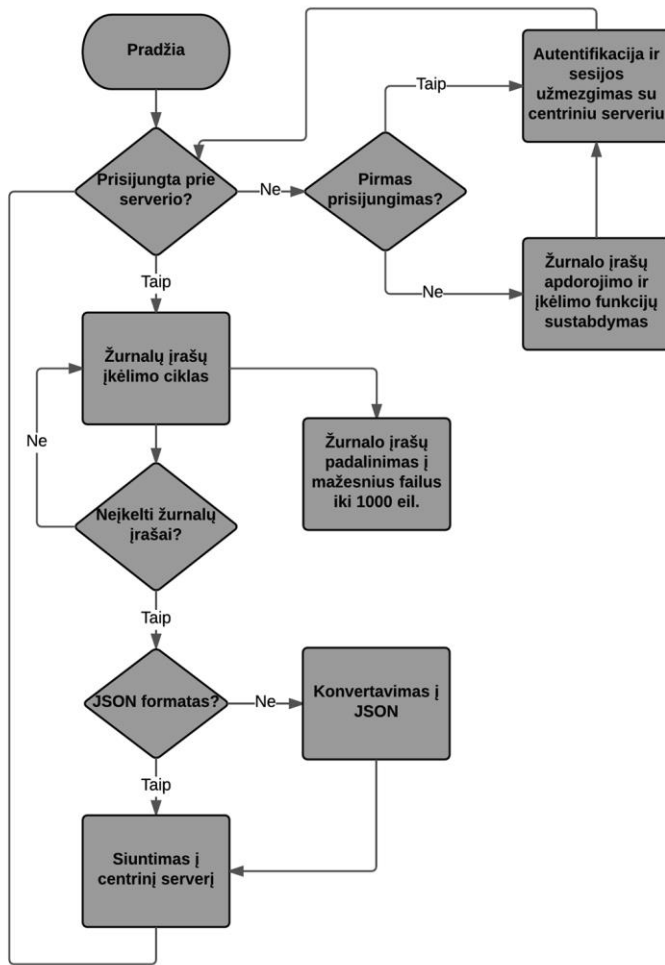 Pradžia
Autentifikacija ir
sesijos
užmezgimas su
centriniu serveriu
Taip
Prisijungta prie
serverio?
Ne
Pirmas
prisijungimas?
Ne
Žurnalo įrašų
apdorojimo ir
įkėlimo funkcijų
sustabdymas
Taip
Žurnalų įrašų
įkėlimo ciklas
Ne
Žurnalo įrašų
padalinimas į
mažesnius failus
iki 1000 eil.
Neįkelti žurnalų
įrašai?
Taip
JSON formatas?
Ne
Konvertavimas į
JSON
Taip
Siuntimas į
centrinį serverį